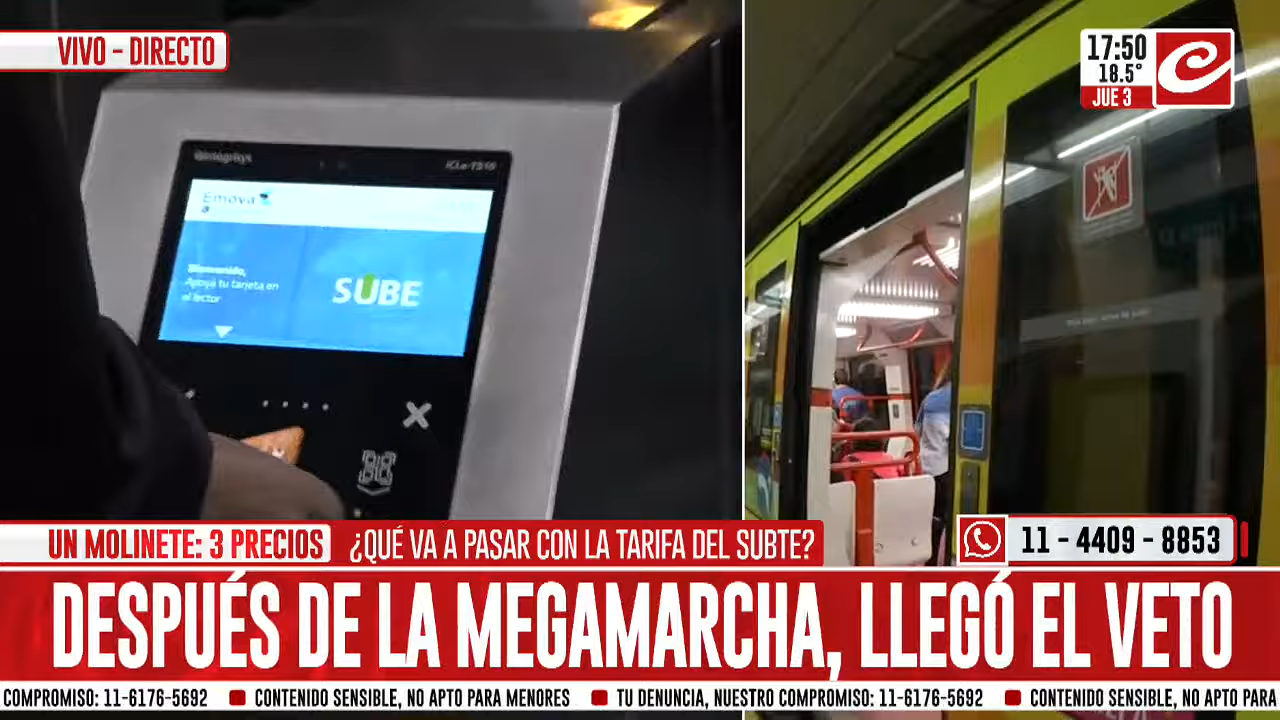 VIVO - DIRECTO
17:50
18.5°
JUE 3
Emova
Bienvenido,
Apoya tu tarjeta en
el lector
SUBE
UN MOLINETE: 3 PRECIOS
¿QUÉ VA A PASAR CON LA TARIFA DEL SUBTE?
11 - 4409 - 8853
DESPUÉS DE LA MEGAMARCHA, LLEGÓ EL VETO
COMPROMISO: 11-6176-5692 CONTENIDO SENSIBLE, NO APTO PARA MENORES TU DENUNCIA, NUESTRO COMPROMISO: 11-6176-5692 CONTENIDO SENSIBLE, NO APTO PARA